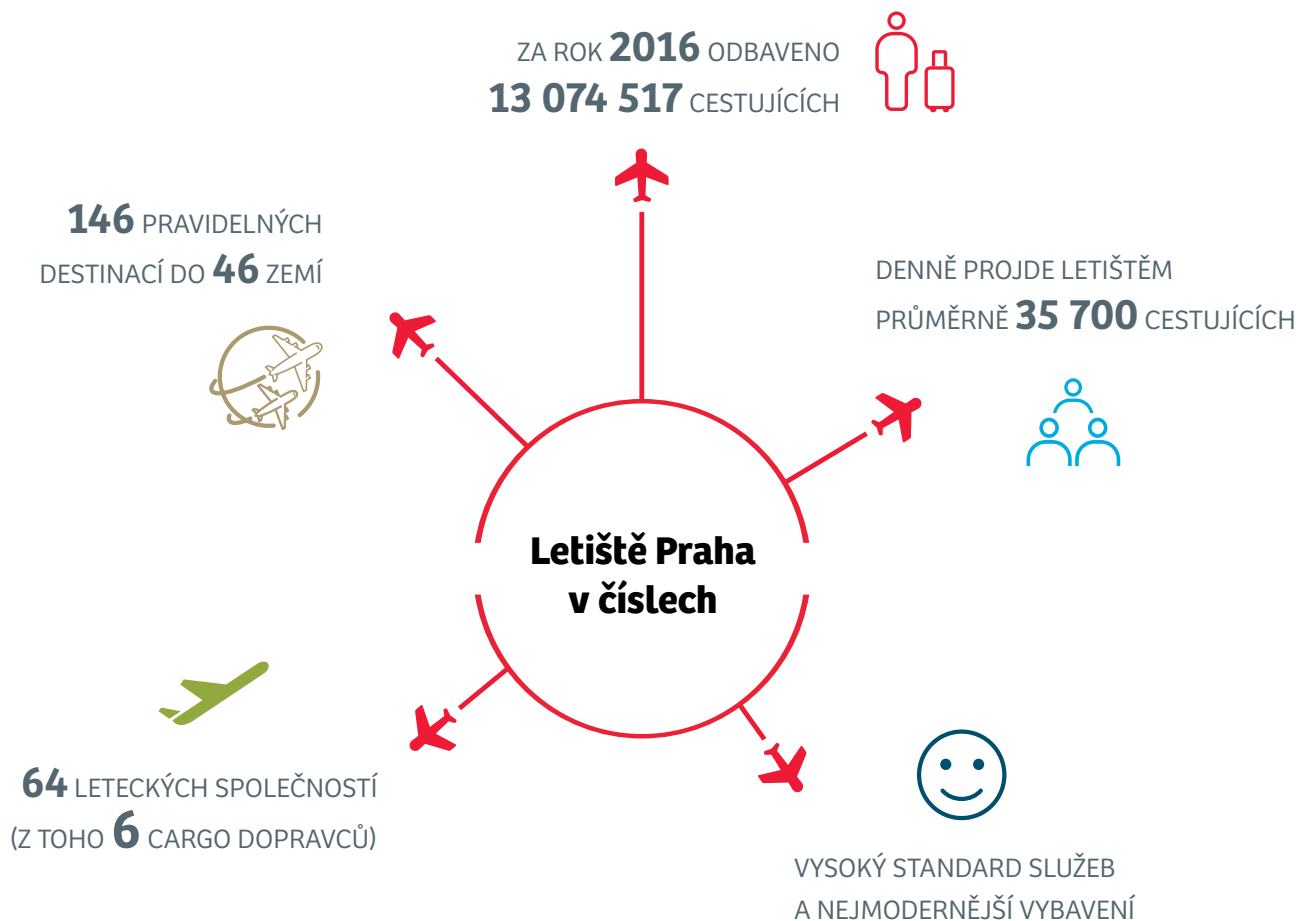 ZA ROK 2016 ODBAVENO
13 074 517 CESTUJÍCÍCH
146 PRAVIDELNÝCH
DESTINACÍ DO 46 ZEMÍ
DENNĚ PROJDE LETIŠTĚM
PRŮMĚRNĚ 35 700 CESTUJÍCÍCH
Letiště Praha
v číslech
64 LETECKÝCH SPOLEČNOSTÍ
(Z TOHO 6 CARGO DOPRAVCŮ)
VYSOKÝ STANDARD SLUŽEB
A NEJMODERNĚJŠÍ VYBAVENÍ